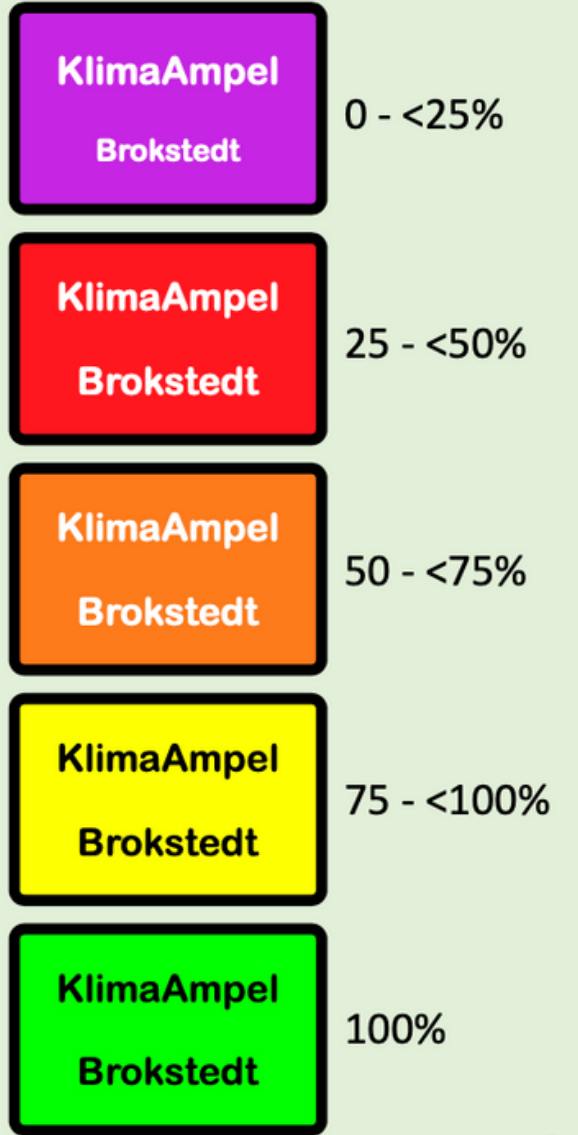 KlimaAmpel
Brokstedt
0 - <25%
KlimaAmpel
Brokstedt
25 - <50%
KlimaAmpel
Brokstedt
50 - <75%
KlimaAmpel
Brokstedt
75 - <100%
KlimaAmpel
Brokstedt
100%